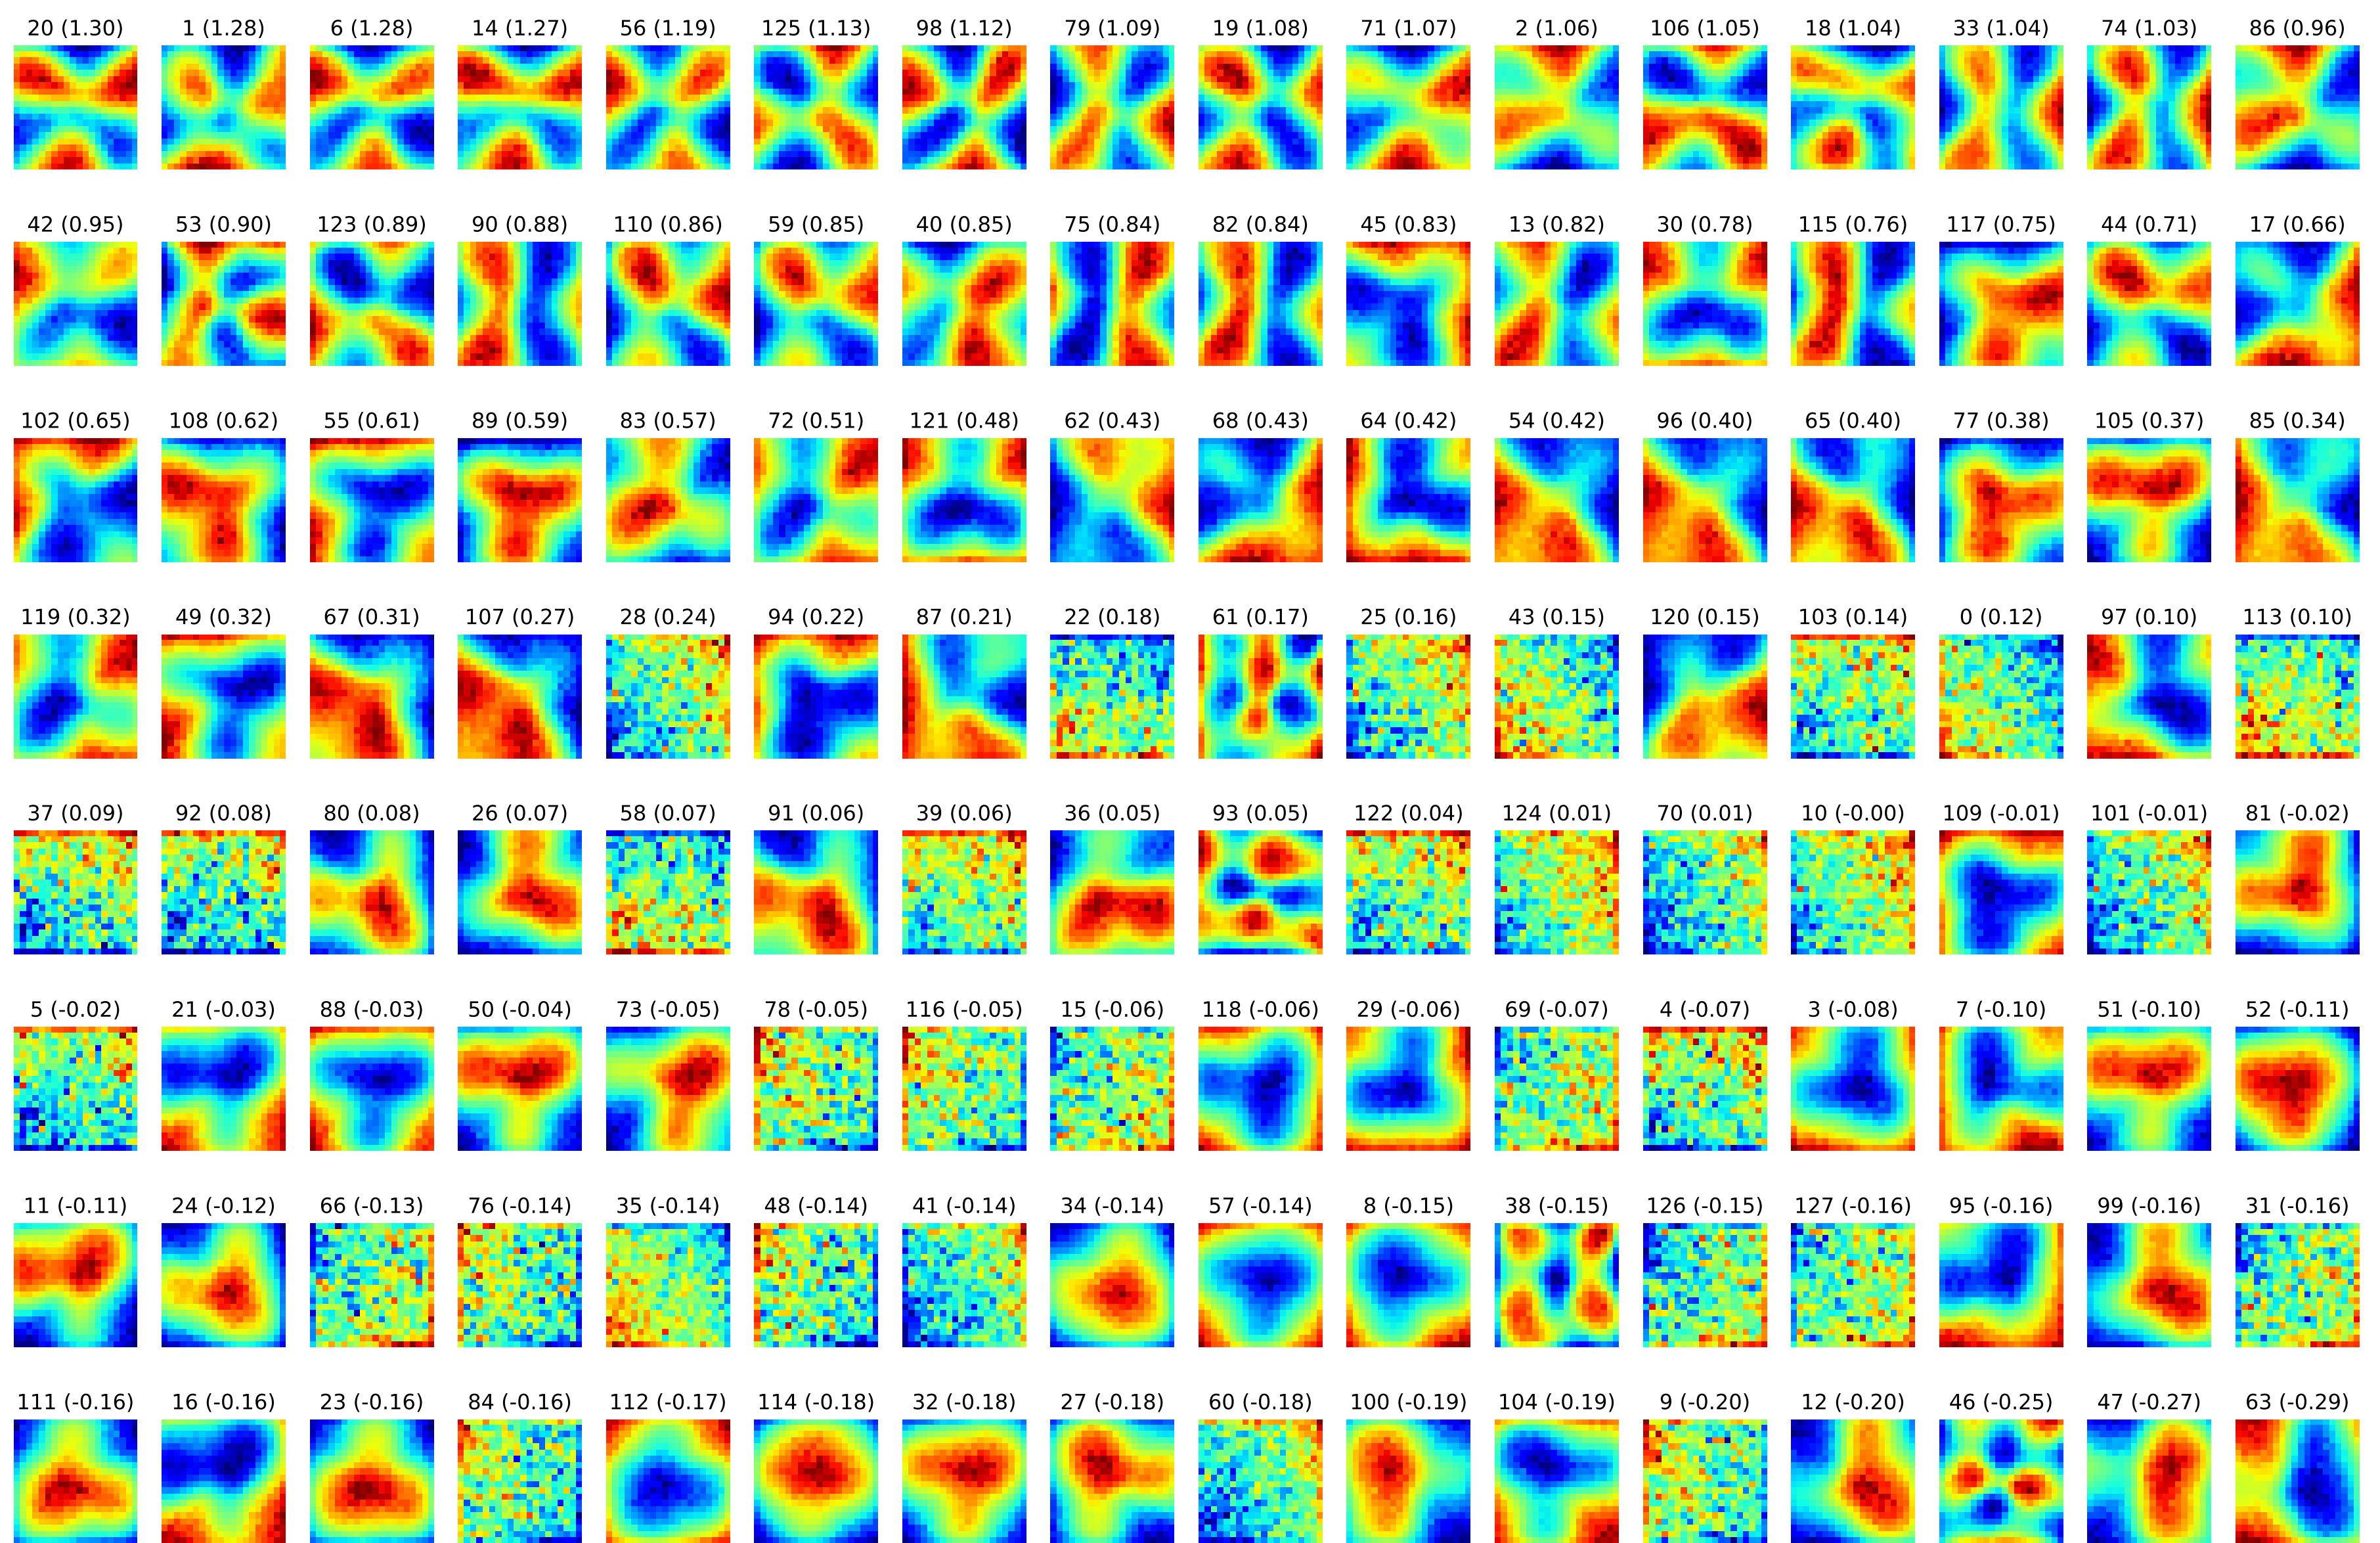 20 (1.30) 1 (1.28) 6 (1.28) 14 (1.27) 56 (1.19) 125 (1.13) 98 (1.12) 79 (1.09) 19 (1.08) 71 (1.07) 2 (1.06) 106 (1.05) 18 (1.04) 33 (1.04) 74 (1.03) 86 (0.96)
42 (0.95) 53 (0.90) 123 (0.89) 90 (0.88) 110 (0.86) 59 (0.85) 40 (0.85) 75 (0.84) 82 (0.84) 45 (0.83) 13 (0.82) 30 (0.78) 115 (0.76) 117 (0.75) 44 (0.71) 17 (0.66)
102 (0.65) 108 (0.62) 55 (0.61) 89 (0.59) 83 (0.57) 72 (0.51) 121 (0.48) 62 (0.43) 68 (0.43) 64 (0.42) 54 (0.42) 96 (0.40) 65 (0.40) 77 (0.38) 105 (0.37) 85 (0.34)
119 (0.32) 49 (0.32) 67 (0.31) 107 (0.27) 28 (0.24) 94 (0.22) 87 (0.21) 22 (0.18) 61 (0.17) 25 (0.16) 43 (0.15) 120 (0.15) 103 (0.14) 0 (0.12) 97 (0.10) 113 (0.10)
37 (0.09) 92 (0.08) 80 (0.08) 26 (0.07) 58 (0.07) 91 (0.06) 39 (0.06) 36 (0.05) 93 (0.05) 122 (0.04) 124 (0.01) 70 (0.01) 10 (-0.00) 109 (-0.01) 101 (-0.01) 81 (-0.02)
5 (-0.02) 21 (-0.03) 88 (-0.03) 50 (-0.04) 73 (-0.05) 78 (-0.05) 116 (-0.05) 15 (-0.06) 118 (-0.06) 29 (-0.06) 69 (-0.07) 4 (-0.07) 3 (-0.08) 7 (-0.10) 51 (-0.10) 52 (-0.11)
11 (-0.11) 24 (-0.12) 66 (-0.13) 76 (-0.14) 35 (-0.14) 48 (-0.14) 41 (-0.14) 34 (-0.14) 57 (-0.14) 8 (-0.15) 38 (-0.15) 126 (-0.15) 127 (-0.16) 95 (-0.16) 99 (-0.16) 31 (-0.16)
111 (-0.16) 16 (-0.16) 23 (-0.16) 84 (-0.16) 112 (-0.17) 114 (-0.18) 32 (-0.18) 27 (-0.18) 60 (-0.18) 100 (-0.19) 104 (-0.19) 9 (-0.20) 12 (-0.20) 46 (-0.25) 47 (-0.27) 63 (-0.29)